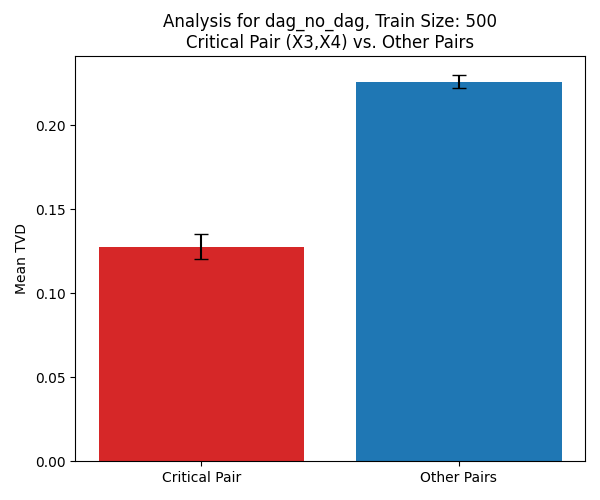 Analysis for dag_no_dag, Train Size: 500
Critical Pair (X3,X4) vs. Other Pairs
Mean TVD
0.20
0.15
0.10
0.05
0.00
Critical Pair
Other Pairs